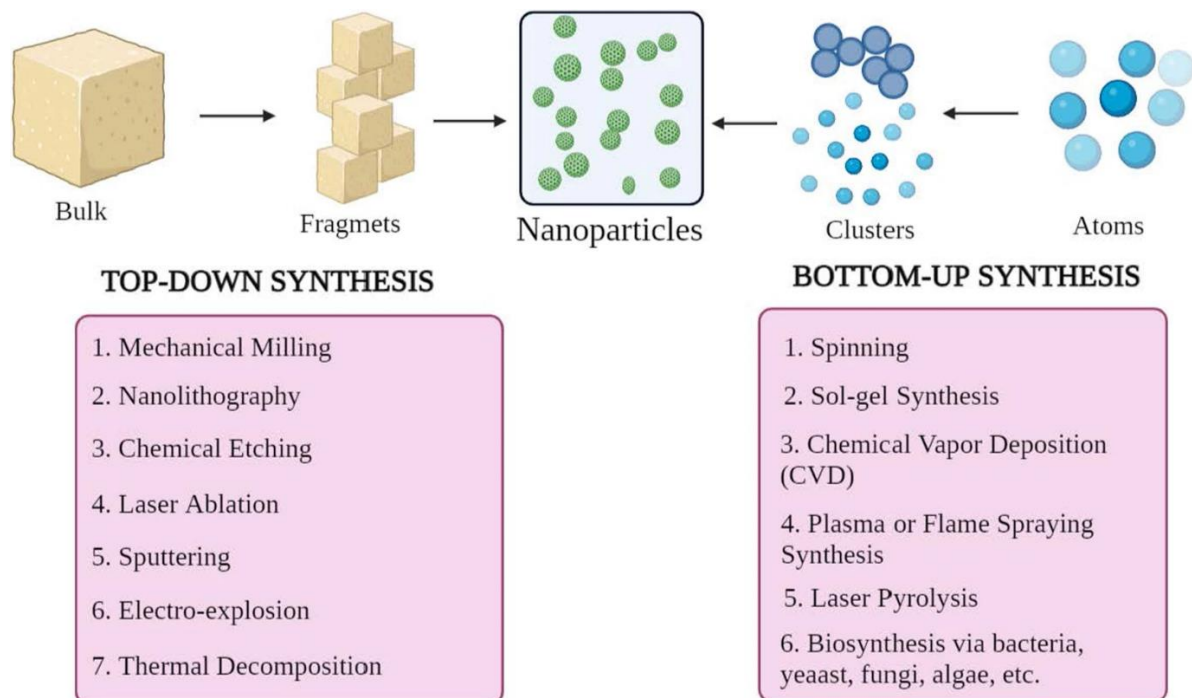 Bulk
Fragmets
Nanoparticles
Clusters
Atoms
TOP-DOWN SYNTHESIS
1. Mechanical Milling
2. Nanolithography
3. Chemical Etching
4. Laser Ablation
5. Sputtering
6. Electro-explosion
7. Thermal Decomposition
BOTTOM-UP SYNTHESIS
1. Spinning
2. Sol-gel Synthesis
3. Chemical Vapor Deposition
(CVD)
4. Plasma or Flame Spraying
Synthesis
5. Laser Pyrolysis
6. Biosynthesis via bacteria,
yeaast, fungi, algae, etc.